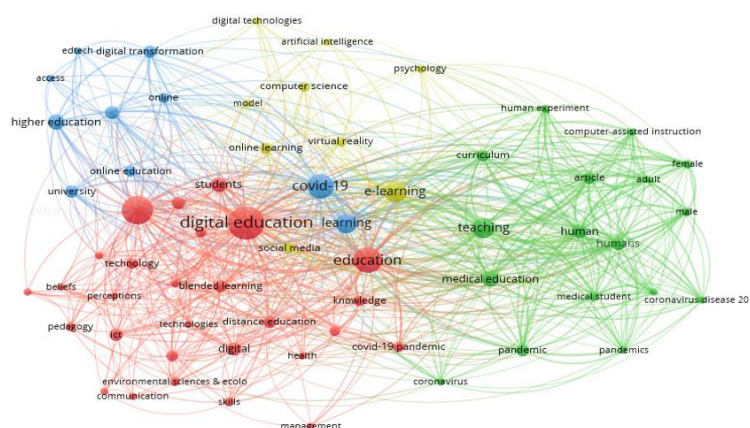 digital technologies
artificial intelligence
edtech
digital transformation
psychology
access
computer science
online
model
human experiment
higher education
computer-assisted instruction
online learning
virtual reality
curriculum
female
online education
article
adult
students
covid-19
e-learning
university
male
digital education
learning
teaching
human
humans
social media
education
technology
medical education
beliefs
perceptions
blended learning
knowledge
medical student
coronavirus disease 20
pedagogy
ict
technologies
distance education
digital
health
covid-19 pandemic
pandemic
pandemics
environmental sciences & ecolo
coronavirus
communication
skills
management